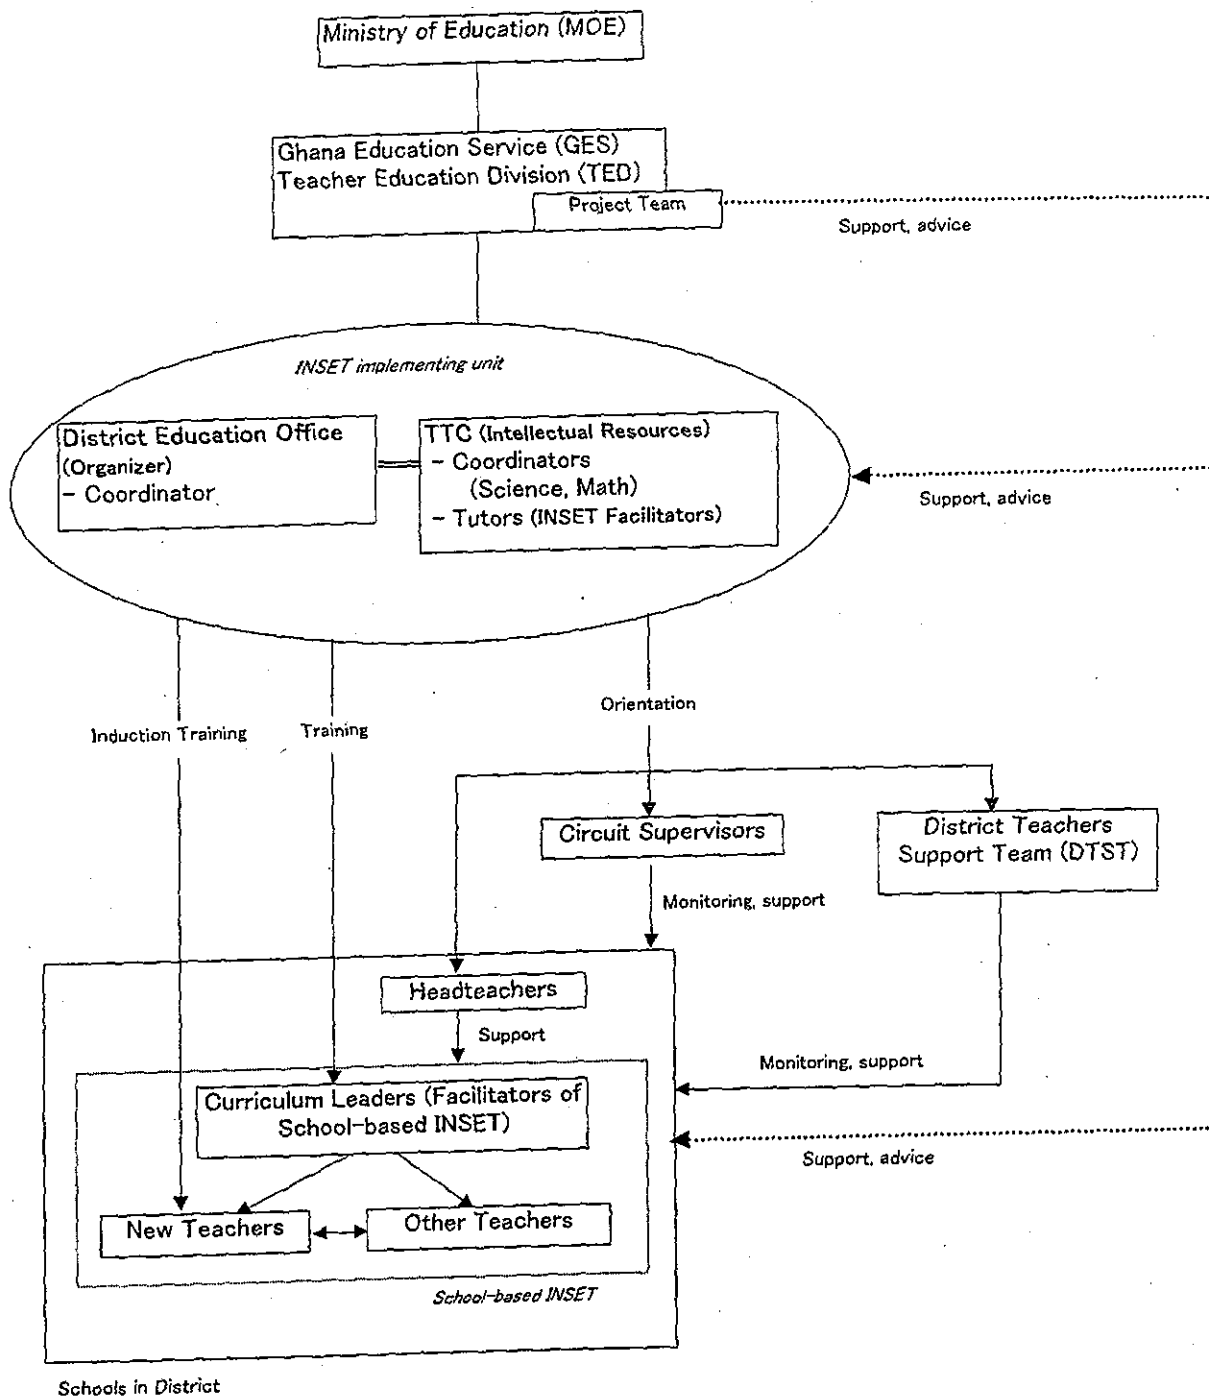 Ministry of Education (MOE)
Ghana Education Service (GES)
Teacher Education Division (TED)
Project Team
Support, advice
INSET implementing unit
District Education Office
(Organizer)
- Coordinator
TTC (Intellectual Resources)
- Coordinators
(Science, Math)
- Tutors (INSET Facilitators)
Support, advice
Induction Training
Training
Orientation
Circuit Supervisors
District Teachers
Support Team (DTST)
Monitoring, support
Headteachers
Support
Monitoring, support
Curriculum Leaders (Facilitators of
School-based INSET)
Support, advice
New Teachers
Other Teachers
School-based INSET
Schools in District